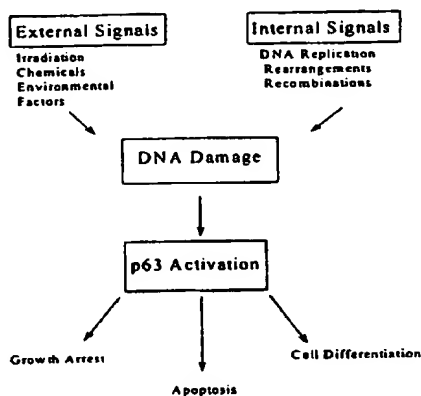 External Signals
Irradiation
Chemicals
Environmental
Factors
Internal Signals
DNA Replication
Rearrangements
Recombinations
DNA Damage
p63 Activation
Growth Arrest
Apoptosis
Cell Differentiation